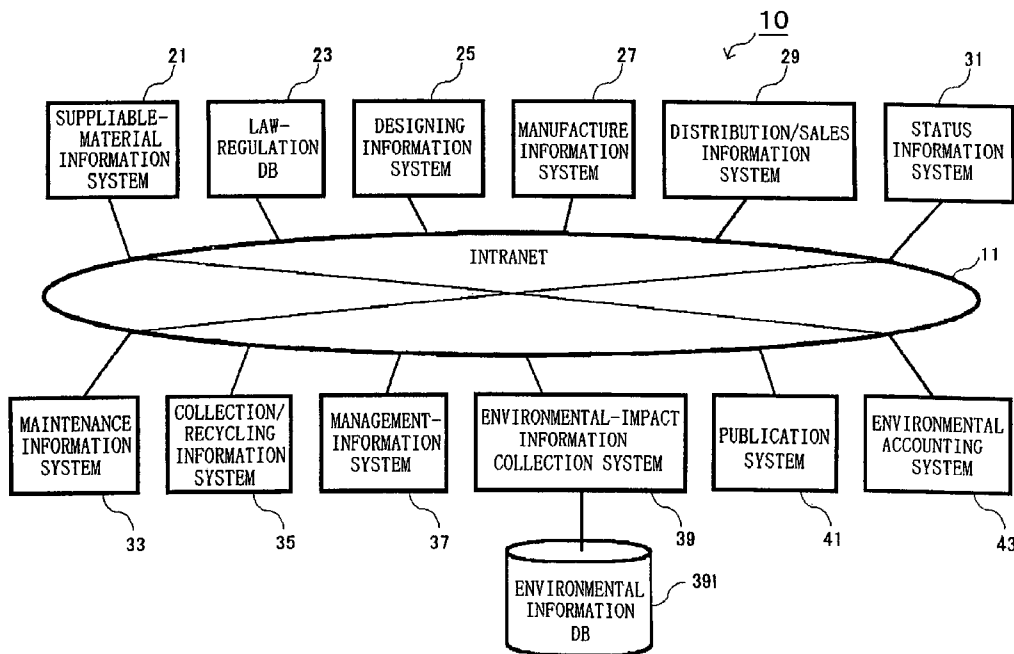 10
21
23
25
27
29
31
SUPPLIABLE-
MATERIAL
INFORMATION
SYSTEM
LAW-
REGULATION
DB
DESIGNING
INFORMATION
SYSTEM
MANUFACTURE
INFORMATION
SYSTEM
DISTRIBUTION/SALES
INFORMATION
SYSTEM
STATUS
INFORMATION
SYSTEM
INTRANET
11
MAINTENANCE
INFORMATION
SYSTEM
COLLECTION/
RECYCLING
INFORMATION
SYSTEM
MANAGEMENT-
INFORMATION
SYSTEM
ENVIRONMENTAL-IMPACT
INFORMATION
COLLECTION SYSTEM
PUBLICATION
SYSTEM
ENVIRONMENTAL
ACCOUNTING
SYSTEM
33
35
37
39
41
43
ENVIRONMENTAL
INFORMATION
DB
391